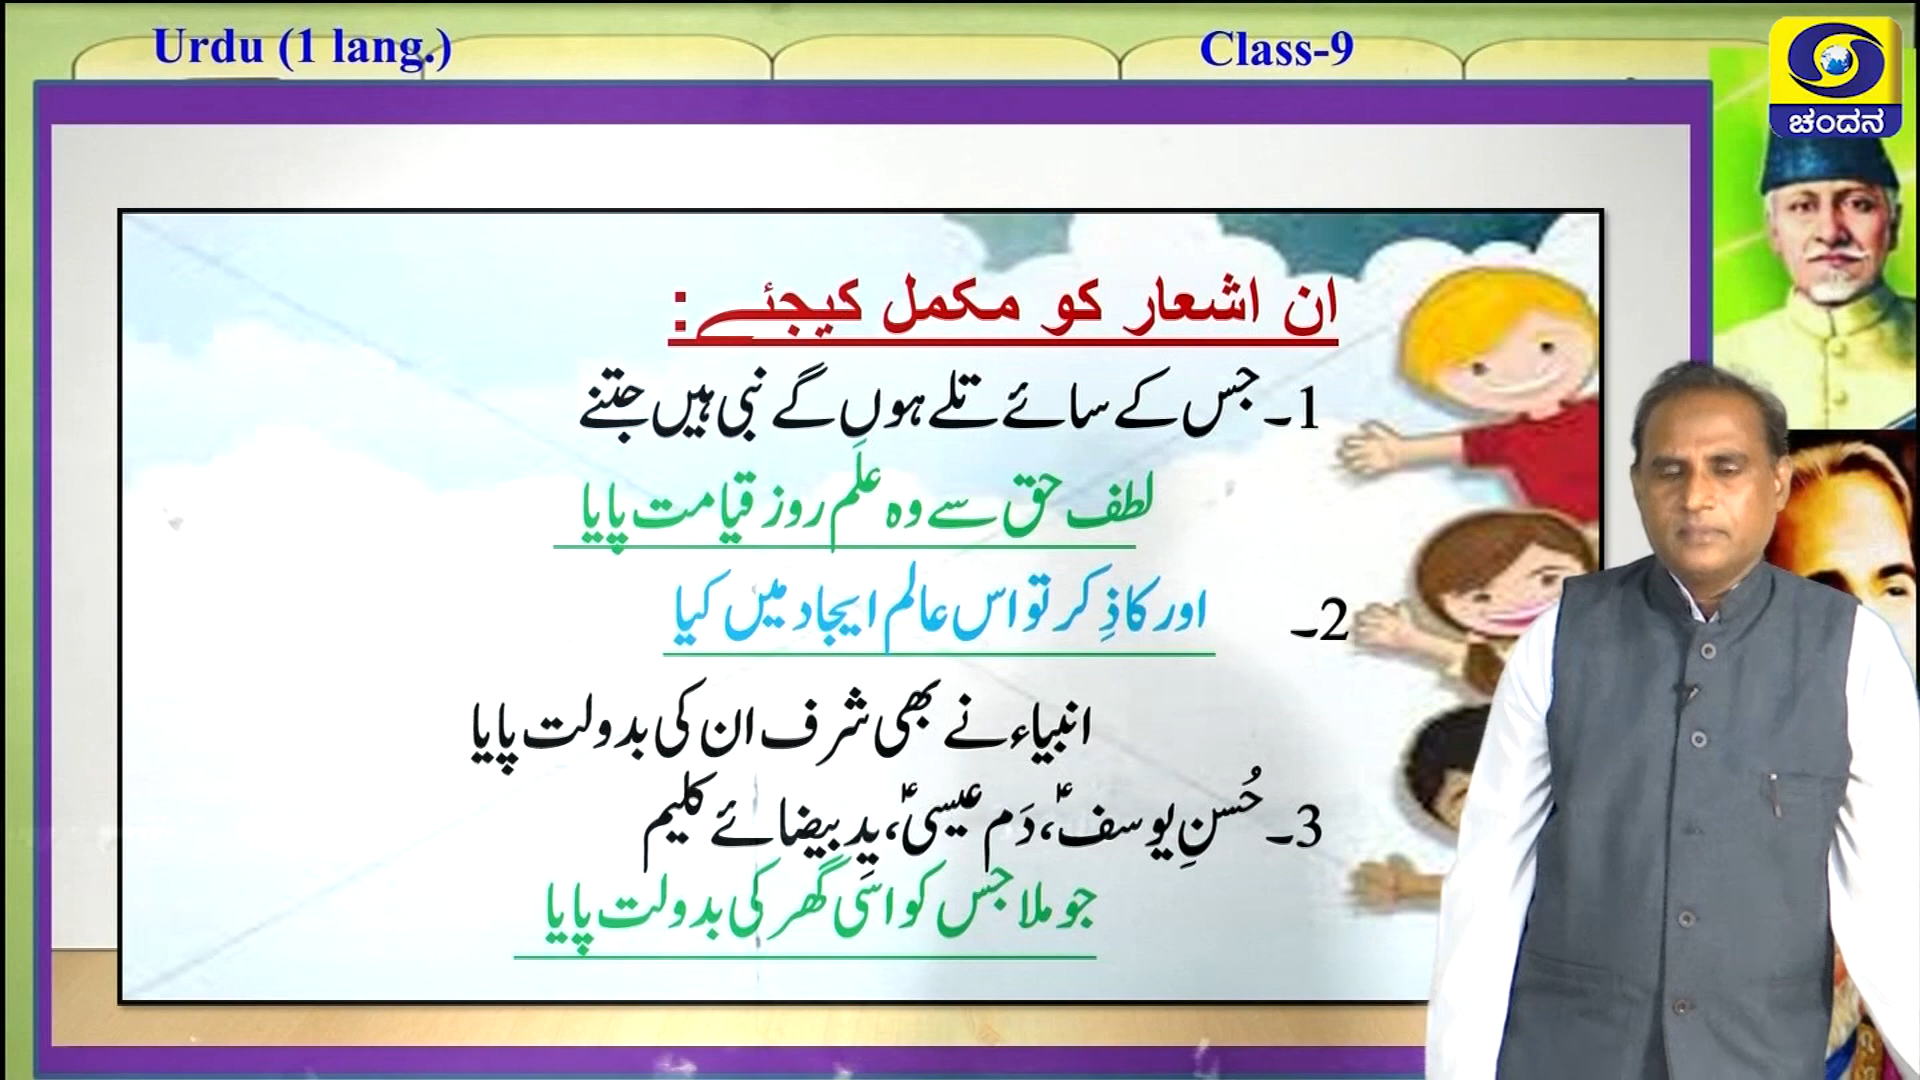 Urdu (1 lang.)
Class-9
ಚಂದನ
ان اشعار کو مکمل کیجئے:
1۔ جس کے سائے تلے ہوں گے نبی ہیں جتنے
لطف حق سے وہ عَلَم روز قیامت پایا
2۔ اور کا ذِکر تو اس عالم ایجاد میں کیا
انبیاء نے بھی شرف ان کی بدولت پایا
3۔ حُسنِ یوسفؑ، دَم عیسیؑ، یدِ بیضائے کلیم
جو ملا جس کو اسی گھر کی بدولت پایا